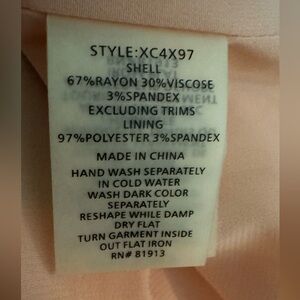 STYLE:XC4X97
SHELL
67%RAYON 30%VISCOSE
3%SPANDEX
EXCLUDING TRIMS
LINING
97%POLYESTER 3%SPANDEX
MADE IN CHINA
HAND WASH SEPARATELY
IN COLD WATER
WASH DARK COLOR
SEPARATELY
RESHAPE WHILE DAMP
DRY FLAT
TURN GARMENT INSIDE
OUT FLAT IRON
RN# 81913